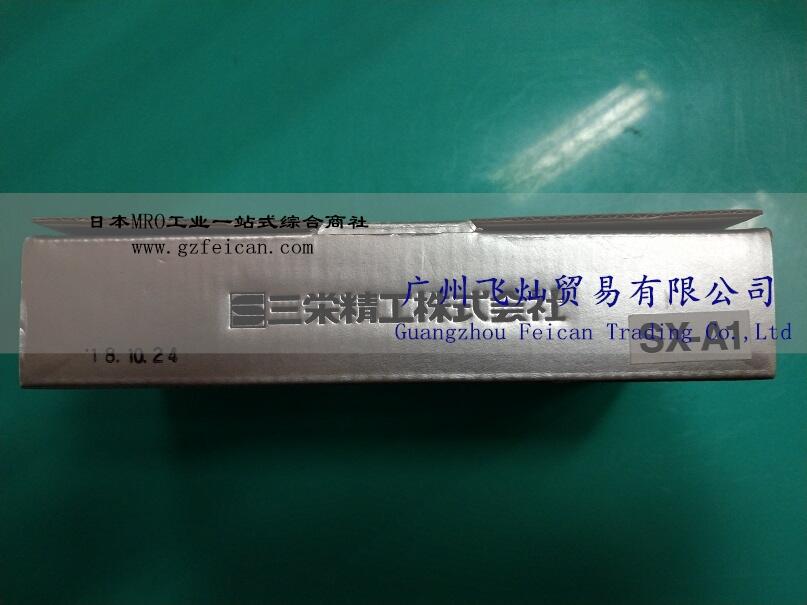 日本MRO工业一站式综合商社
www.gzfeican.com
广州飞灿贸易有限公司
三栄精工株式会社
Guangzhou Feican Trading Co.,Ltd
SX-A1
'18.10.24